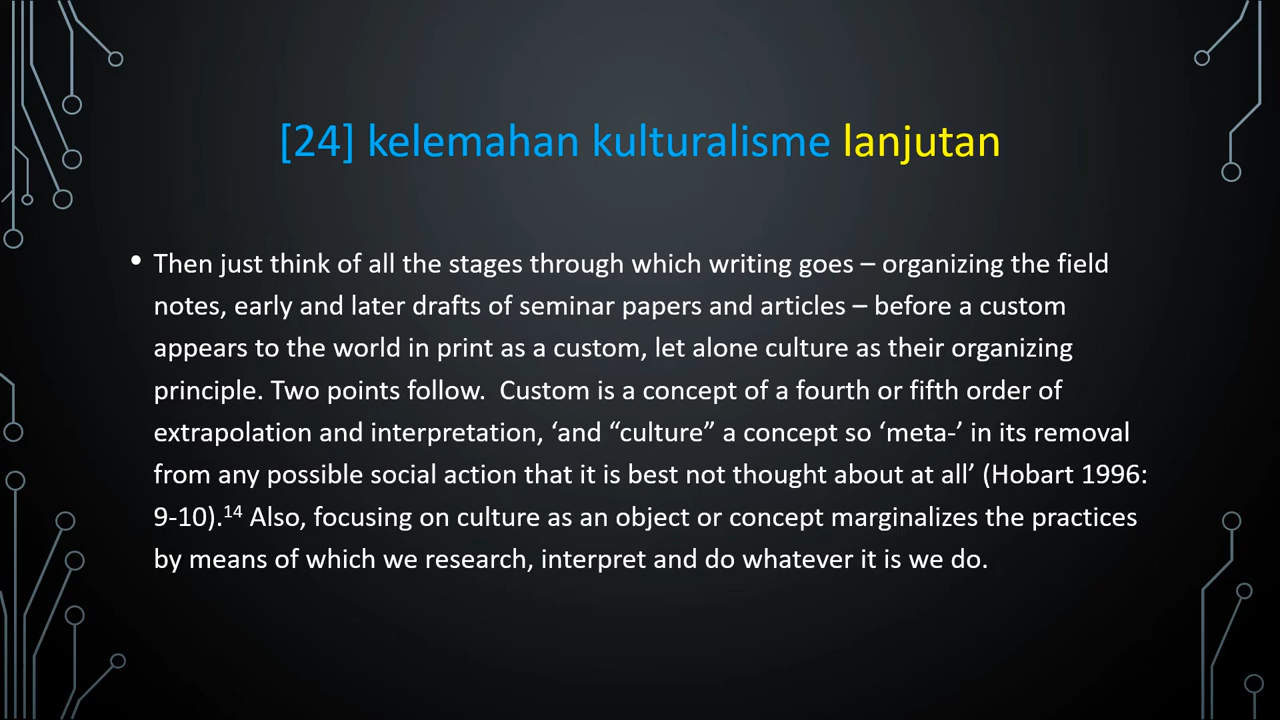 [24] kelemahan kulturalisme lanjutan
• Then just think of all the stages through which writing goes – organizing the field
notes, early and later drafts of seminar papers and articles – before a custom
appears to the world in print as a custom, let alone culture as their organizing
principle. Two points follow.  Custom is a concept of a fourth or fifth order of
extrapolation and interpretation, ‘and “culture” a concept so ‘meta-’ in its removal
from any possible social action that it is best not thought about at all’ (Hobart 1996:
9-10).¹⁴ Also, focusing on culture as an object or concept marginalizes the practices
by means of which we research, interpret and do whatever it is we do.